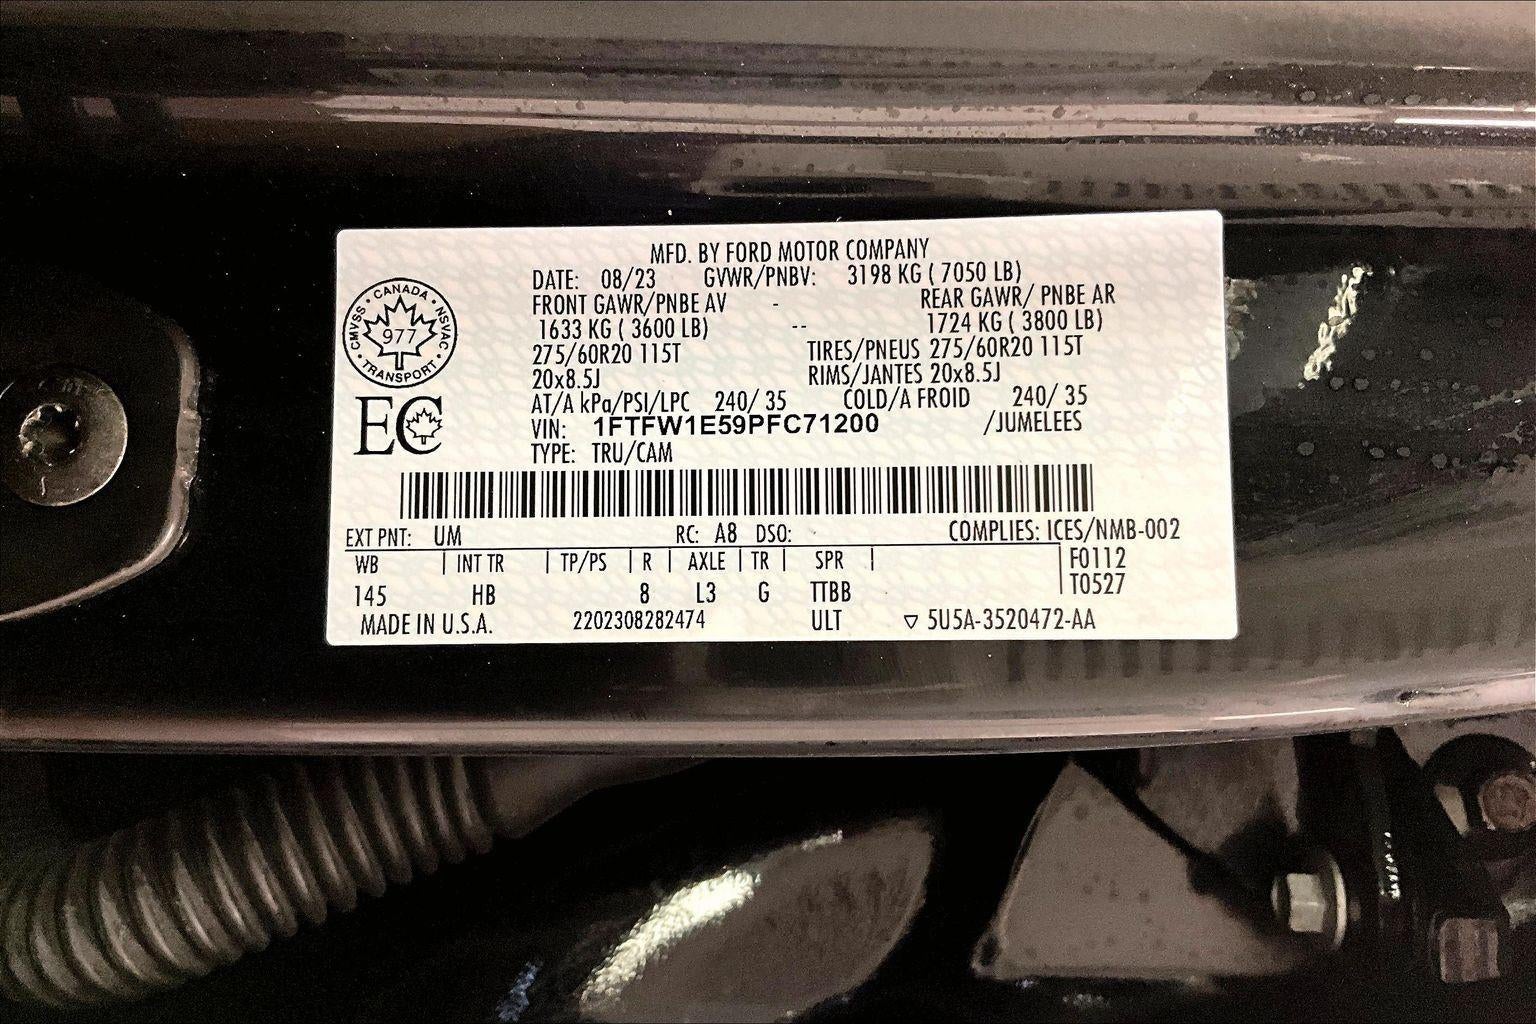 MFD. BY FORD MOTOR COMPANY
DATE: 08/23 GVWR/PNBV: 3198 KG ( 7050 LB)
FRONT GAWR/PNBE AV - REAR GAWR/ PNBE AR
1633 KG ( 3600 LB) -- 1724 KG ( 3800 LB)
275/60R20 115T TIRES/PNEUS 275/60R20 115T
20x8.5J RIMS/JANTES 20x8.5J
AT/A kPa/PSI/LPC 240/ 35 COLD/A FROID 240/ 35
VIN: 1FTFW1E59PFC71200 /JUMELEES
TYPE: TRU/CAM
CANADA
CMVSS NSVAC
977
TRANSPORT
EC
EXT PNT: UM RC: A8 DSO: COMPLIES: ICES/NMB-002
WB | INT TR | TP/PS | R | AXLE | TR | SPR | F0112
T0527
145 HB 8 L3 G TTBB
MADE IN U.S.A. 2202308282474 ULT ▽ 5U5A-3520472-AA